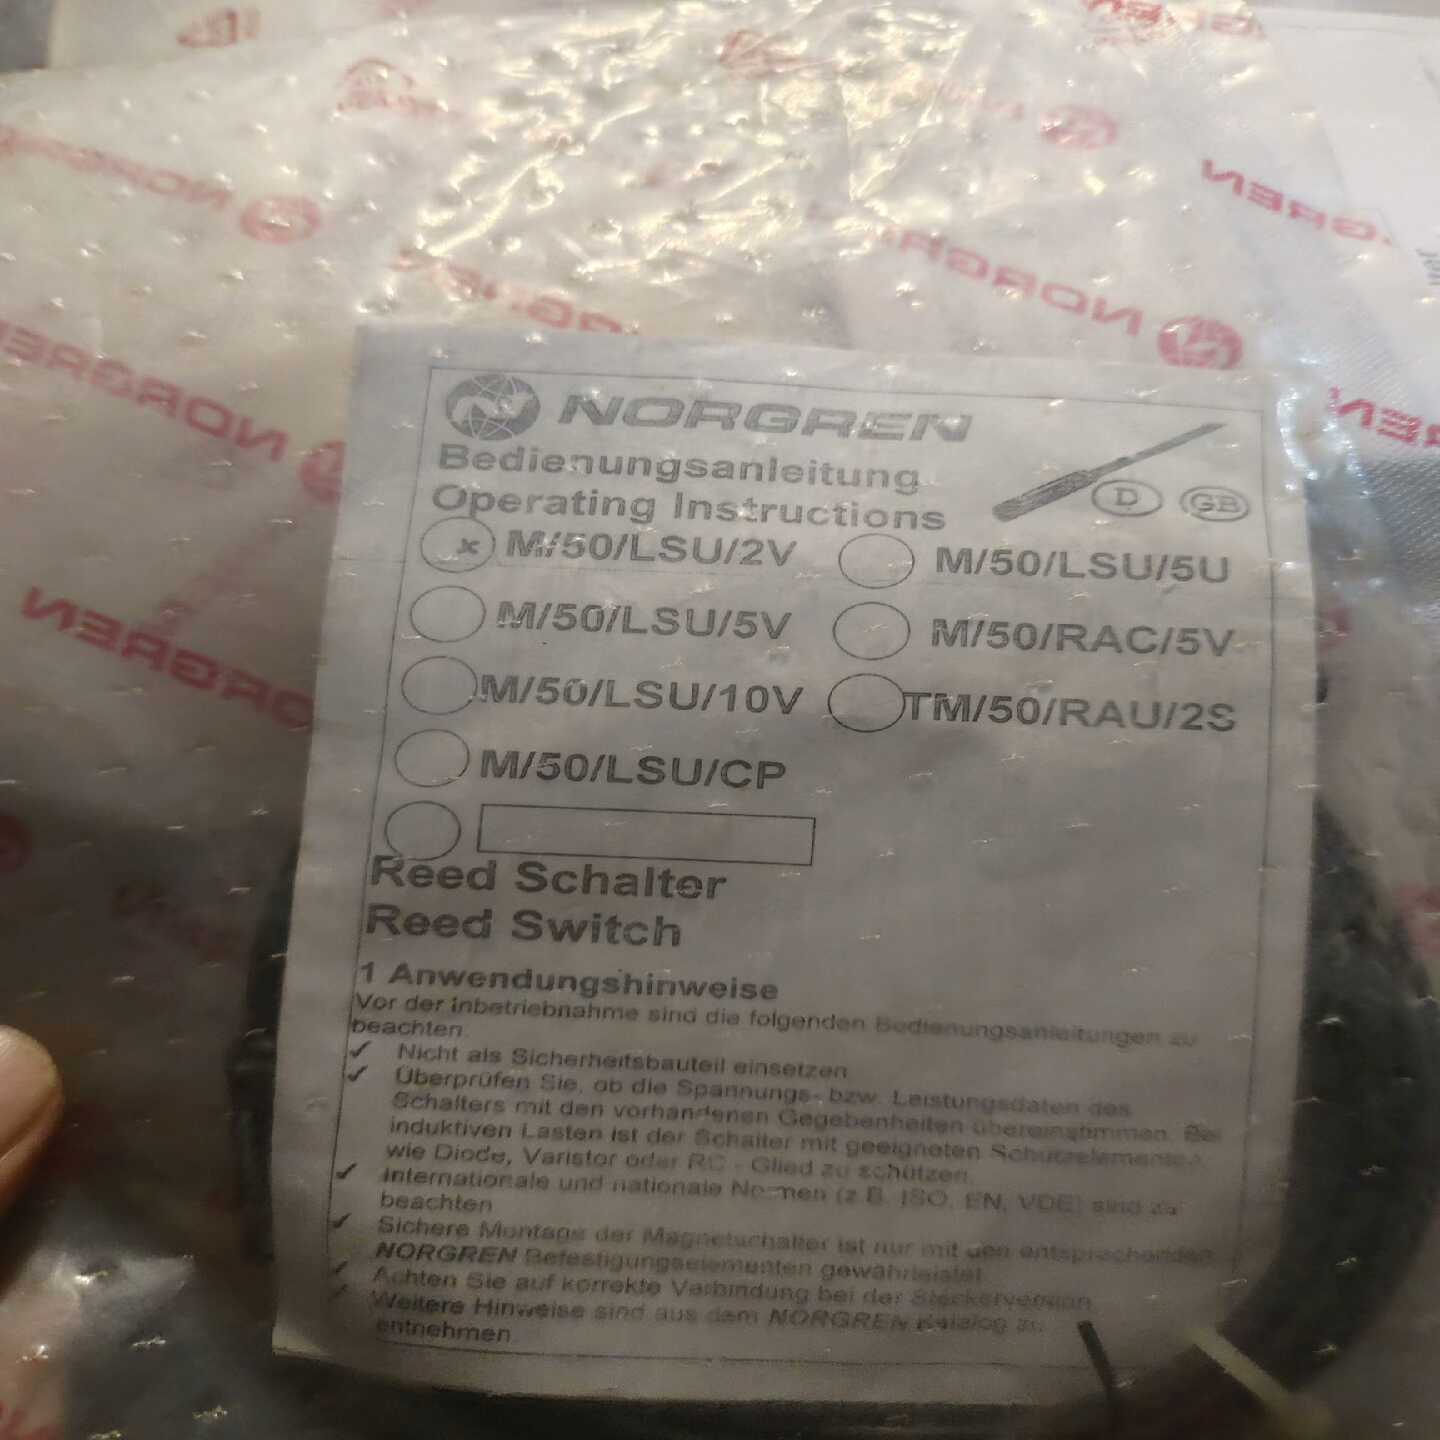 NORGREN
Bedienungsanleitung
Operating Instructions
D GB
x M/50/LSU/2V M/50/LSU/5U
M/50/LSU/5V M/50/RAC/5V
M/50/LSU/10V TM/50/RAU/2S
M/50/LSU/CP
Reed Schalter
Reed Switch
1 Anwendungshinweise
Vor der Inbetriebnahme sind die folgenden Bedienungsanleitungen zu
beachten.
✓ Nicht als Sicherheitsbauteil einsetzen.
✓ Überprüfen Sie, ob die Spannungs- bzw. Leistungsdaten des
Schalters mit den vorhandenen Gegebenheiten übereinstimmen. Bei
induktiven Lasten ist der Schalter mit geeigneten Schutzelementen,
wie Diode, Varistor oder RC - Glied zu schützen.
✓ Internationale und nationale Normen (z.B. ISO, EN, VDE) sind zu
beachten
✓ Sichere Montage der Magnetschalter ist nur mit den entsprechenden
NORGREN Befestigungselementen gewährleistet.
✓ Achten Sie auf korrekte Verbindung bei der Steckerversion
✓ Weitere Hinweise sind aus dem NORGREN Katalog zu
entnehmen.
NORGREN
NORGREN
NORGREN
NORGREN
NORGREN